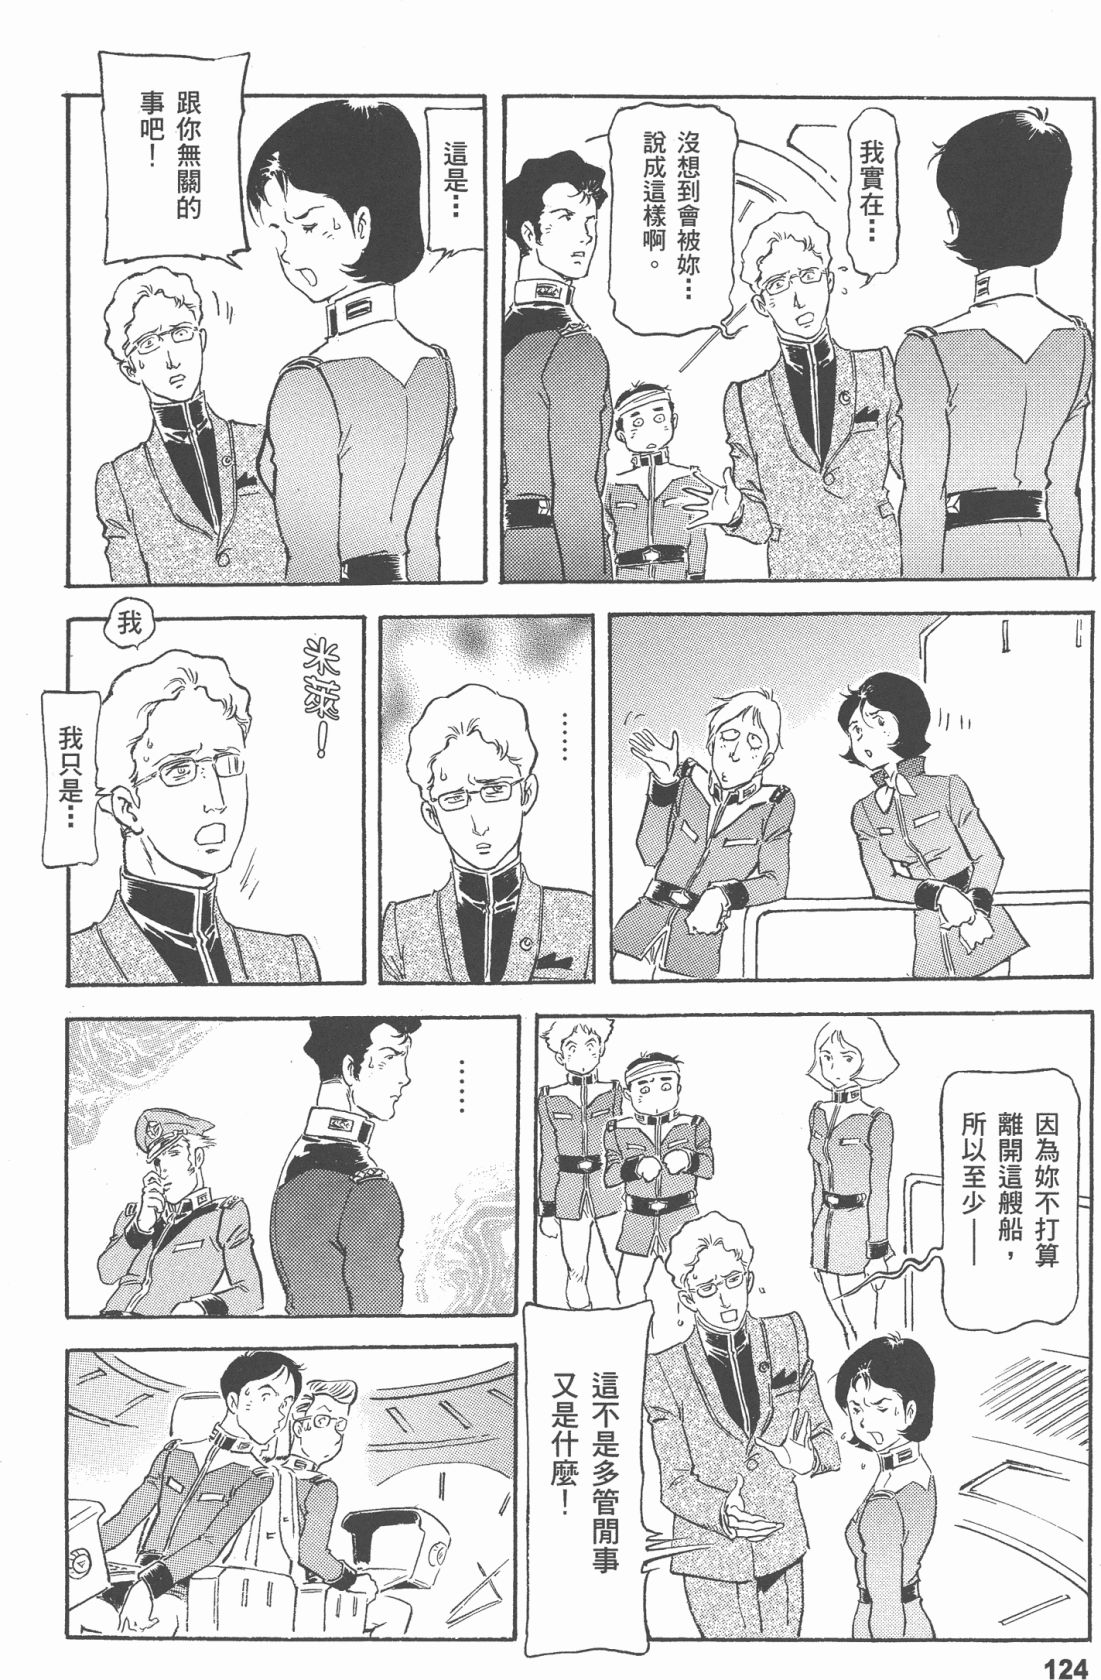 我實在…
沒想到會被妳…
說成這樣啊。
這是…
跟你無關的
事吧！
……
米萊！
我
我只是…
因為妳不打算
離開這艘船，
所以至少——
這不是多管閒事
又是什麼！
……
124